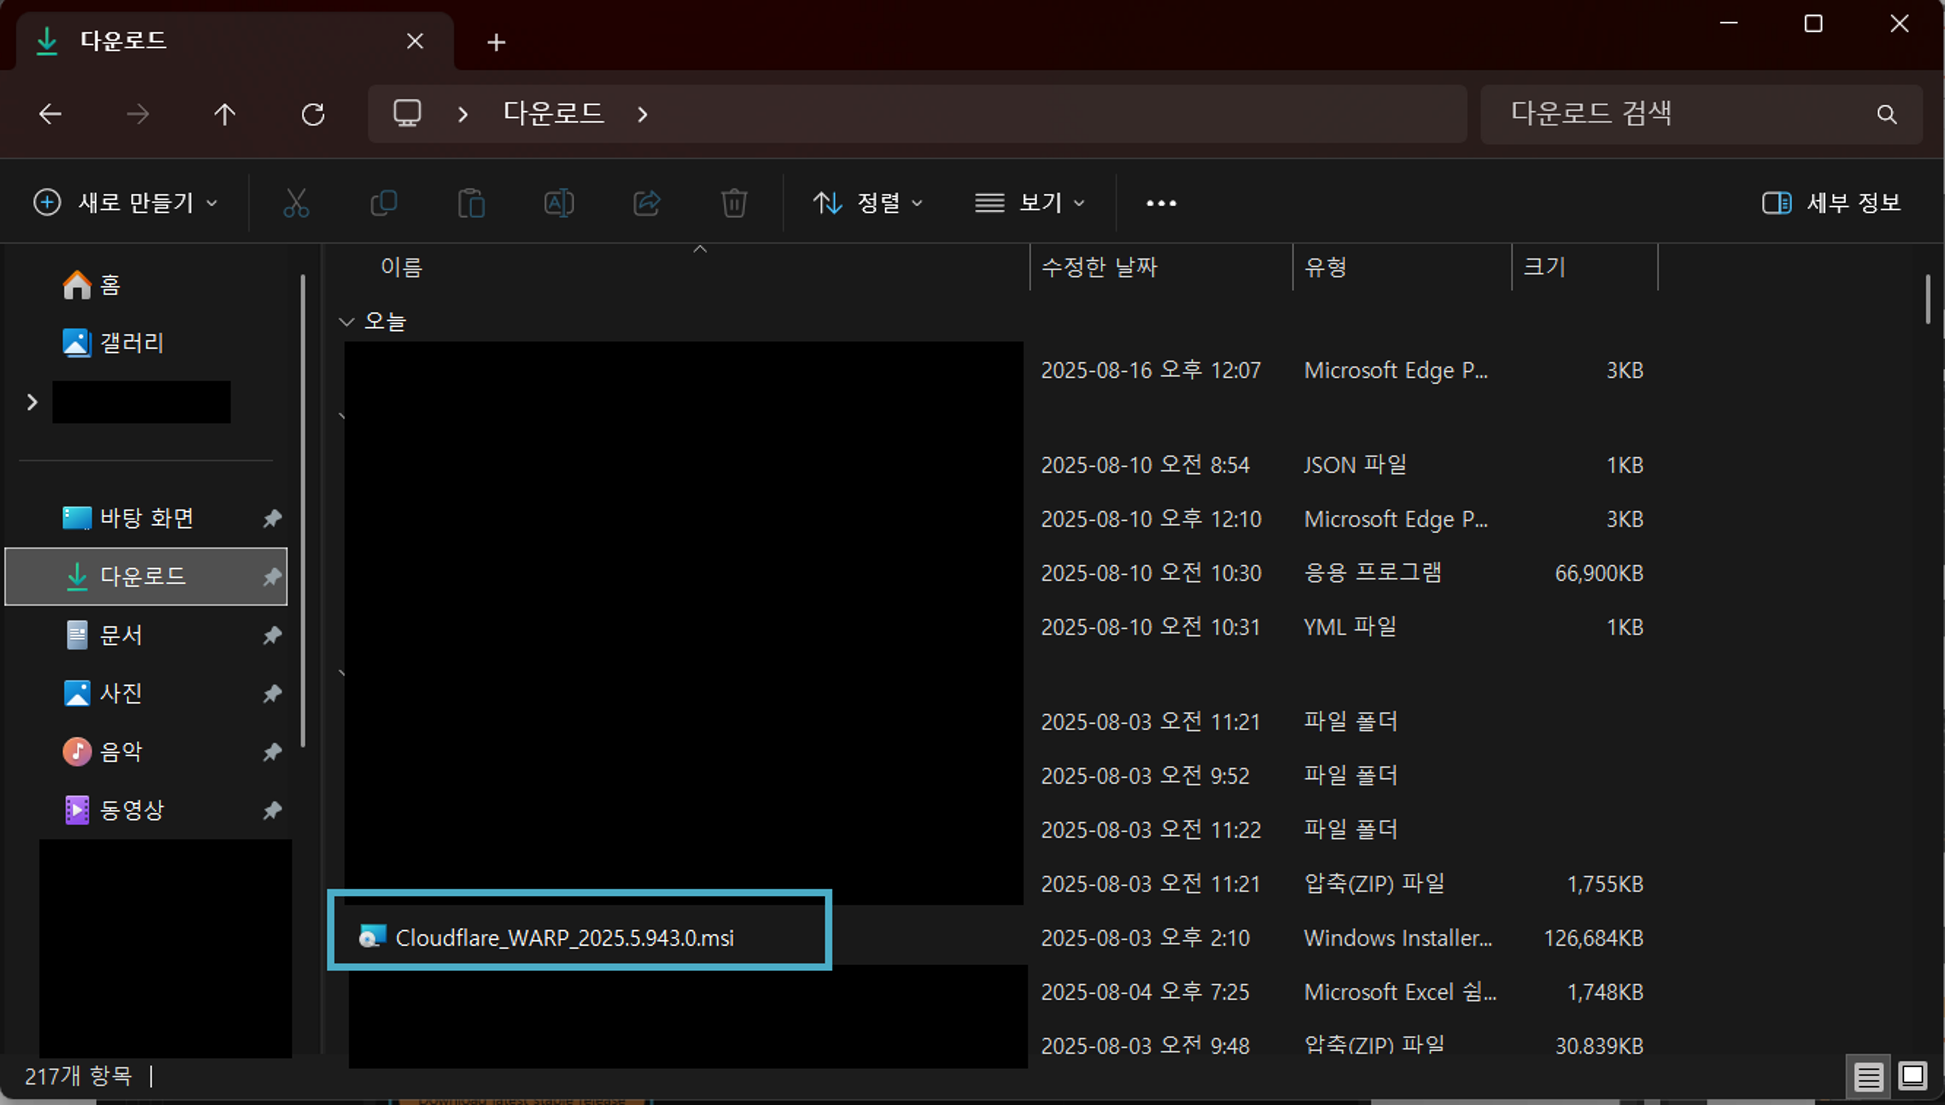 다운로드
다운로드
다운로드 검색
새로 만들기
정렬
보기
세부 정보
이름 수정한 날짜 유형 크기
홈
갤러리
바탕 화면
다운로드
문서
사진
음악
동영상
오늘
2025-08-16 오후 12:07 Microsoft Edge P... 3KB
2025-08-10 오전 8:54 JSON 파일 1KB
2025-08-10 오후 12:10 Microsoft Edge P... 3KB
2025-08-10 오전 10:30 응용 프로그램 66,900KB
2025-08-10 오전 10:31 YML 파일 1KB
2025-08-03 오전 11:21 파일 폴더
2025-08-03 오전 9:52 파일 폴더
2025-08-03 오전 11:22 파일 폴더
2025-08-03 오전 11:21 압축(ZIP) 파일 1,755KB
Cloudflare_WARP_2025.5.943.0.msi 2025-08-03 오후 2:10 Windows Installer... 126,684KB
2025-08-04 오후 7:25 Microsoft Excel 쉼... 1,748KB
2025-08-03 오전 9:48 압축(ZIP) 파일 30,839KB
217개 항목
Download latest stable release